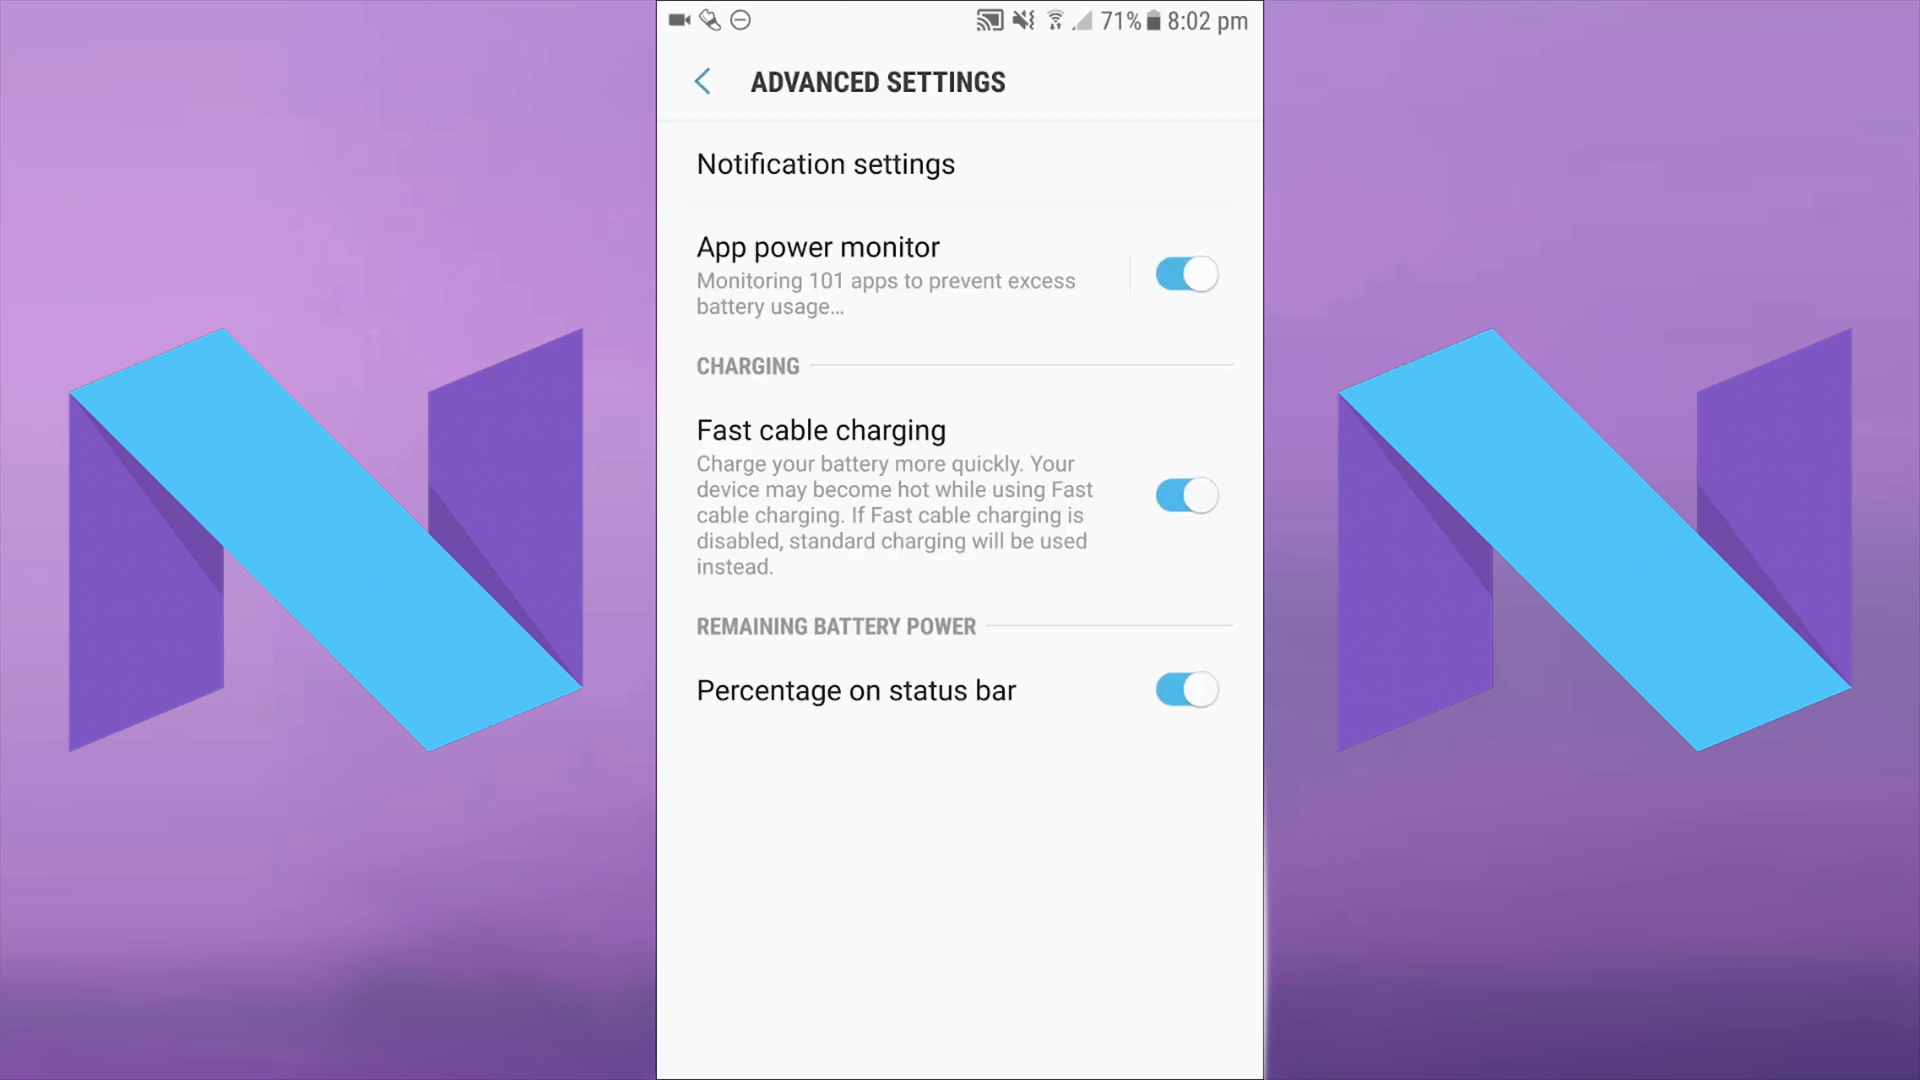 71% 8:02 pm
ADVANCED SETTINGS
Notification settings
App power monitor
Monitoring 101 apps to prevent excess
battery usage…
CHARGING
Fast cable charging
Charge your battery more quickly. Your
device may become hot while using Fast
cable charging. If Fast cable charging is
disabled, standard charging will be used
instead.
REMAINING BATTERY POWER
Percentage on status bar